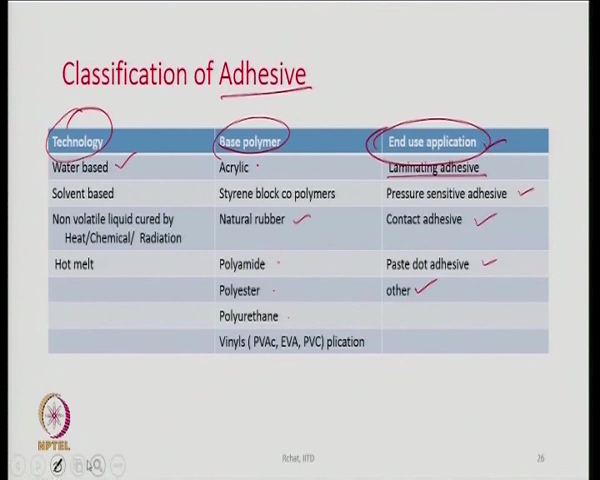 Classification of Adhesive
Technology Base polymer End use application
Water based Acrylic Laminating adhesive
Solvent based Styrene block co polymers Pressure sensitive adhesive
Non volatile liquid cured by Natural rubber Contact adhesive
Heat/Chemical/ Radiation
Hot melt Polyamide Paste dot adhesive
Polyester other
Polyurethane
Vinyls ( PVAc, EVA, PVC) plication
NPTEL
Rchat, IITD 26